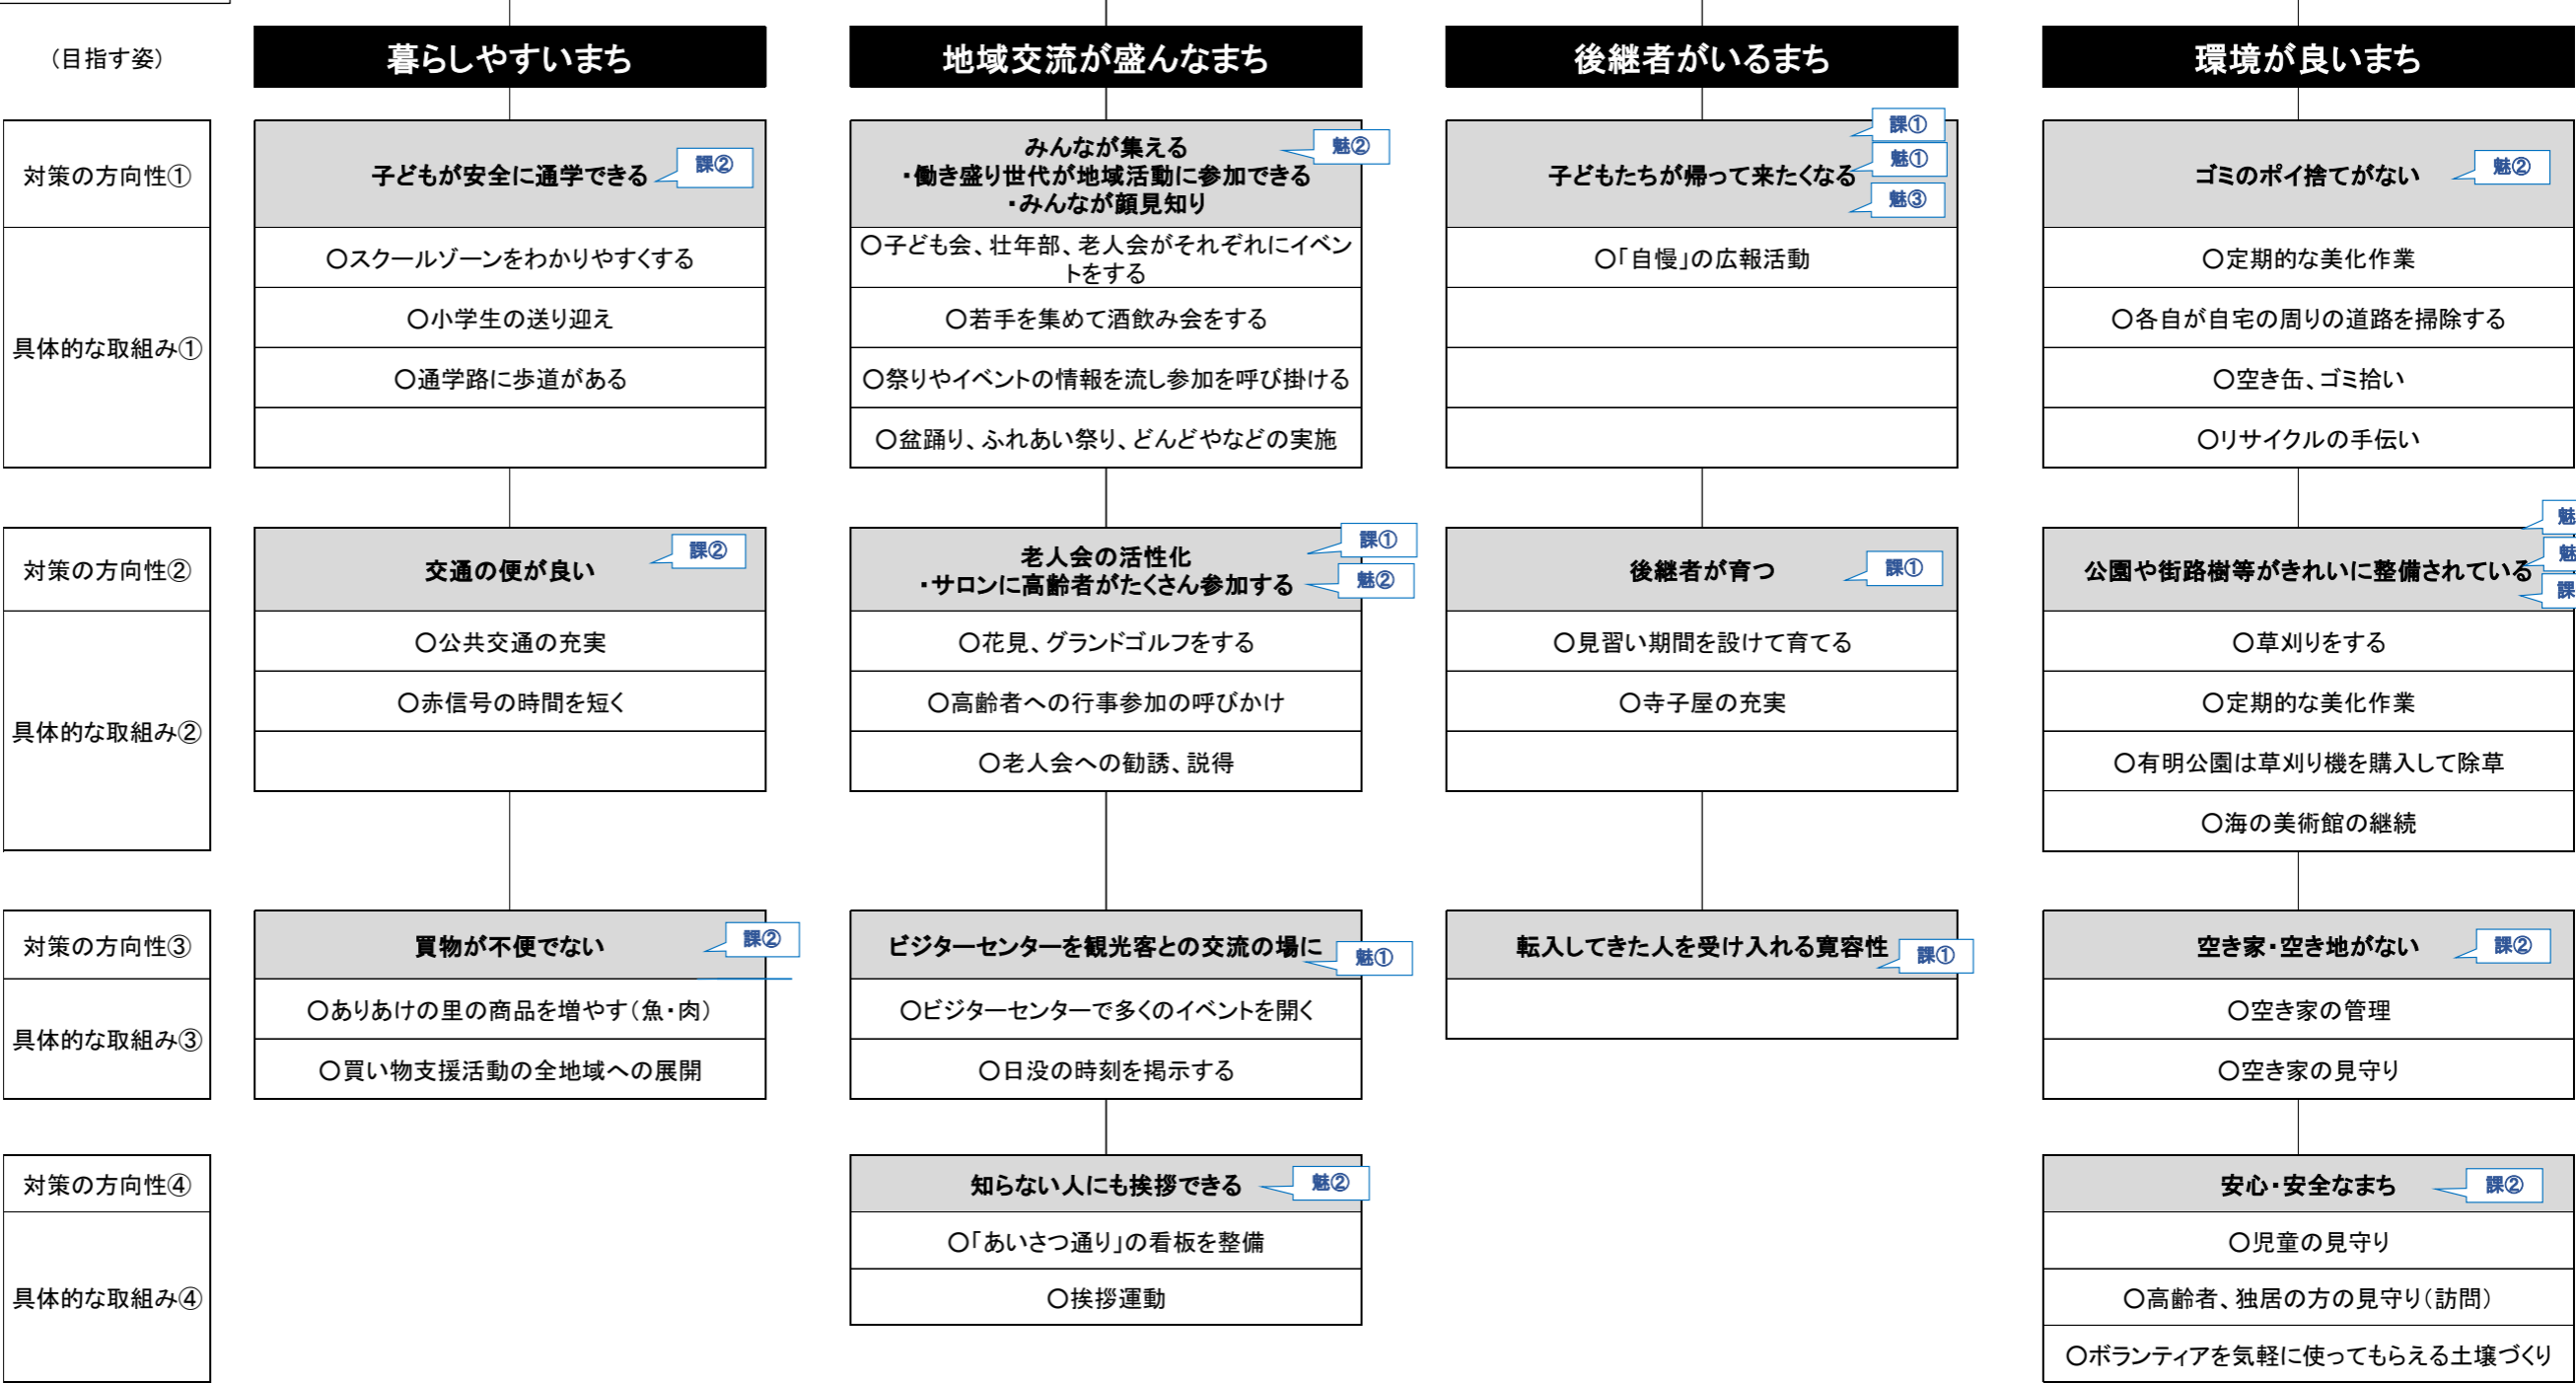 (目指す姿)
暮らしやすいまち
地域交流が盛んなまち
後継者がいるまち
環境が良いまち
対策の方向性①
子どもが安全に通学できる
課②
みんなが集える
・働き盛り世代が地域活動に参加できる
・みんなが顔見知り
魅②
子どもたちが帰って来たくなる
課①
魅①
魅③
ゴミのポイ捨てがない
魅②
具体的な取組み①
○スクールゾーンをわかりやすくする
○小学生の送り迎え
○通学路に歩道がある
○子ども会、壮年部、老人会がそれぞれにイベン
トをする
○若手を集めて酒飲み会をする
○祭りやイベントの情報を流し参加を呼び掛ける
○盆踊り、ふれあい祭り、どんどやなどの実施
○「自慢」の広報活動
○定期的な美化作業
○各自が自宅の周りの道路を掃除する
○空き缶、ゴミ拾い
○リサイクルの手伝い
対策の方向性②
交通の便が良い
課②
老人会の活性化
・サロンに高齢者がたくさん参加する
課①
魅②
後継者が育つ
課①
公園や街路樹等がきれいに整備されている
魅
魅
課
具体的な取組み②
○公共交通の充実
○赤信号の時間を短く
○花見、グランドゴルフをする
○高齢者への行事参加の呼びかけ
○老人会への勧誘、説得
○見習い期間を設けて育てる
○寺子屋の充実
○草刈りをする
○定期的な美化作業
○有明公園は草刈り機を購入して除草
○海の美術館の継続
対策の方向性③
買物が不便でない
課②
ビジターセンターを観光客との交流の場に
魅①
転入してきた人を受け入れる寛容性
課①
空き家・空き地がない
課②
具体的な取組み③
○ありあけの里の商品を増やす(魚・肉)
○買い物支援活動の全地域への展開
○ビジターセンターで多くのイベントを開く
○日没の時刻を掲示する
○空き家の管理
○空き家の見守り
対策の方向性④
知らない人にも挨拶できる
魅②
安心・安全なまち
課②
具体的な取組み④
○「あいさつ通り」の看板を整備
○挨拶運動
○児童の見守り
○高齢者、独居の方の見守り(訪問)
○ボランティアを気軽に使ってもらえる土壌づくり